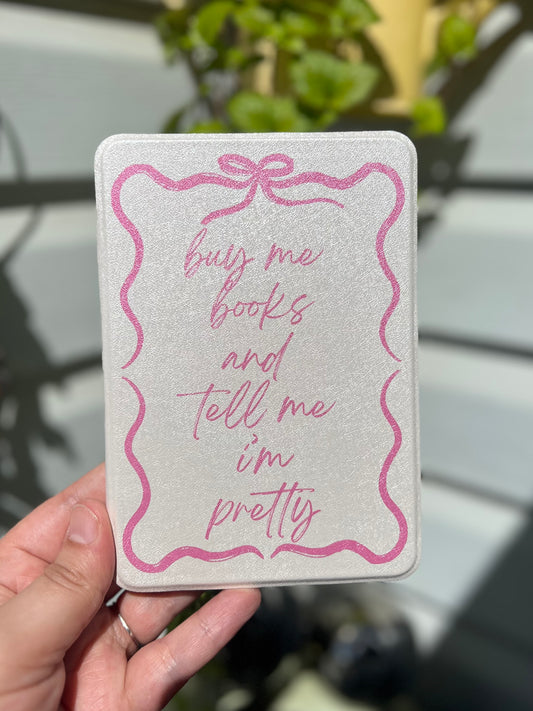 buy me
books
and
tell me
i'm
pretty